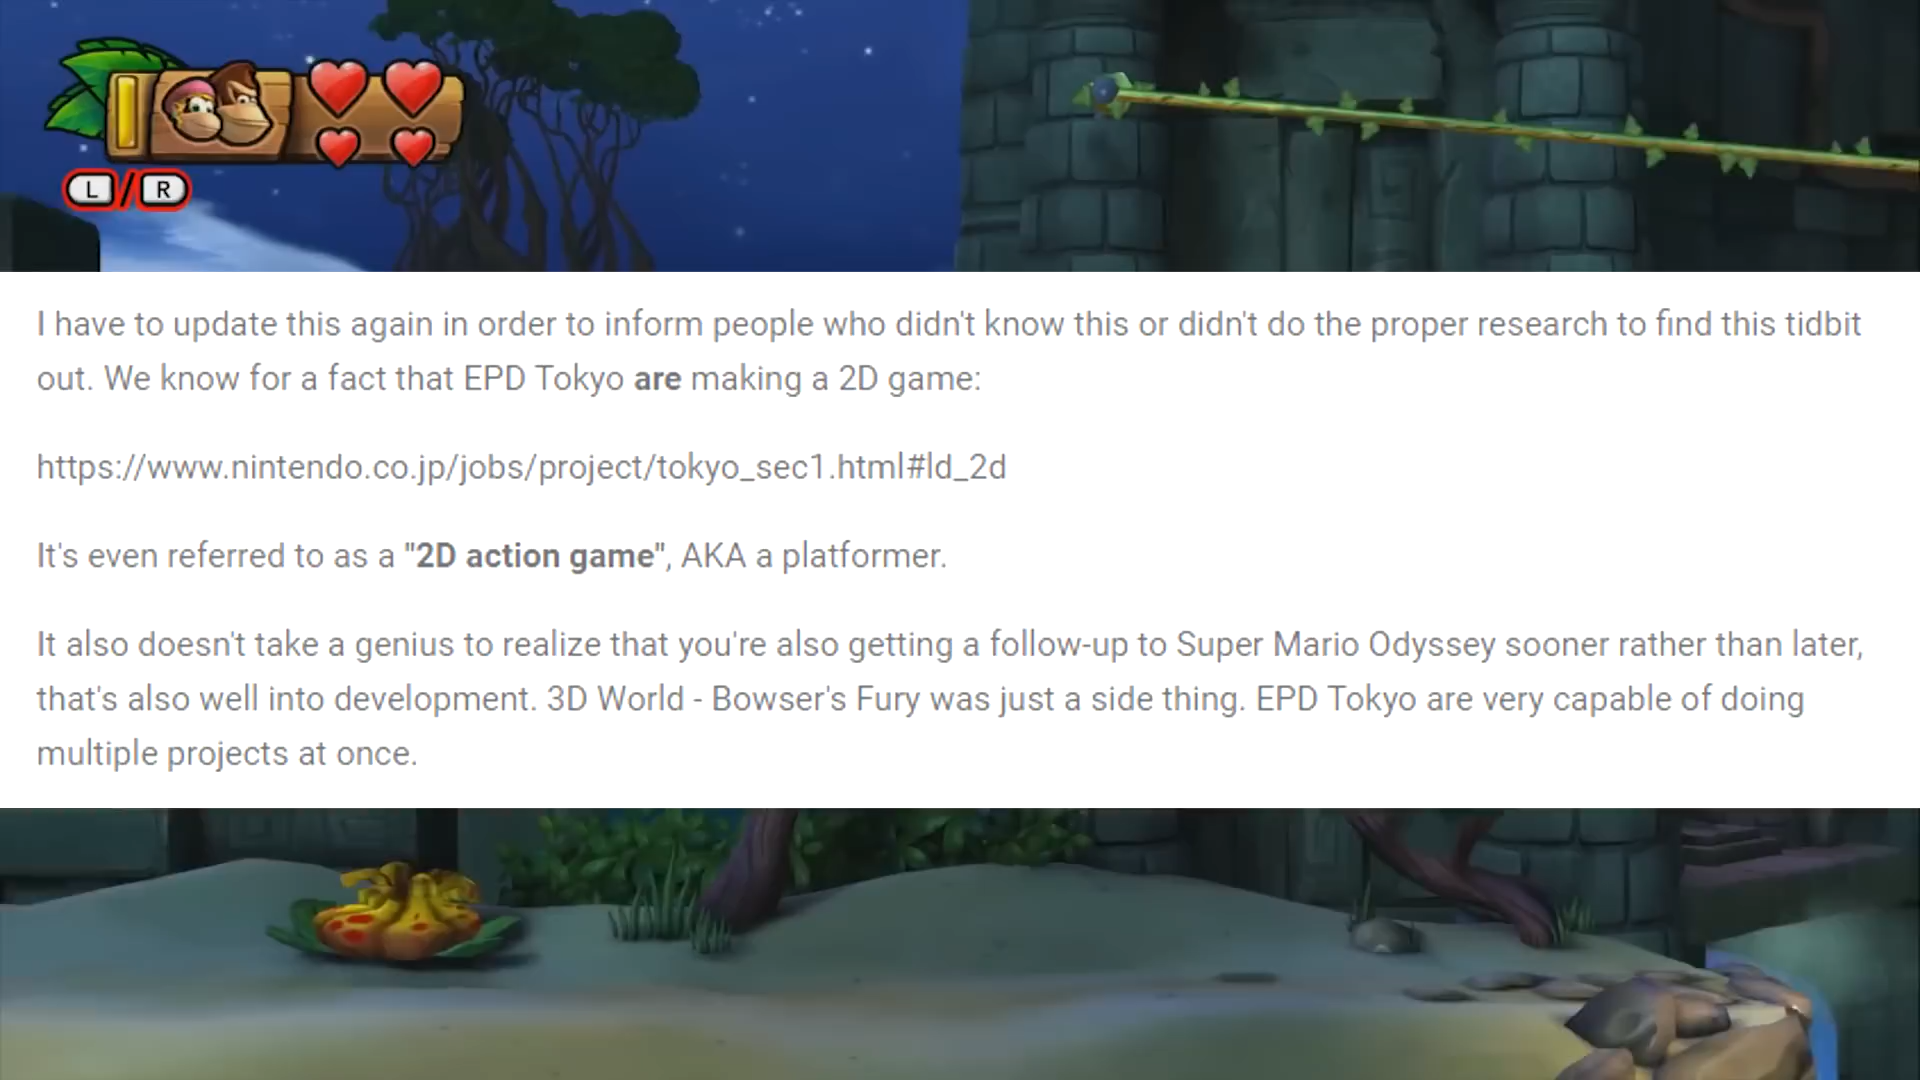 L / R
I have to update this again in order to inform people who didn't know this or didn't do the proper research to find this tidbit
out. We know for a fact that EPD Tokyo are making a 2D game:
https://www.nintendo.co.jp/jobs/project/tokyo_sec1.html#ld_2d
It's even referred to as a "2D action game", AKA a platformer.
It also doesn't take a genius to realize that you're also getting a follow-up to Super Mario Odyssey sooner rather than later,
that's also well into development. 3D World - Bowser's Fury was just a side thing. EPD Tokyo are very capable of doing
multiple projects at once.